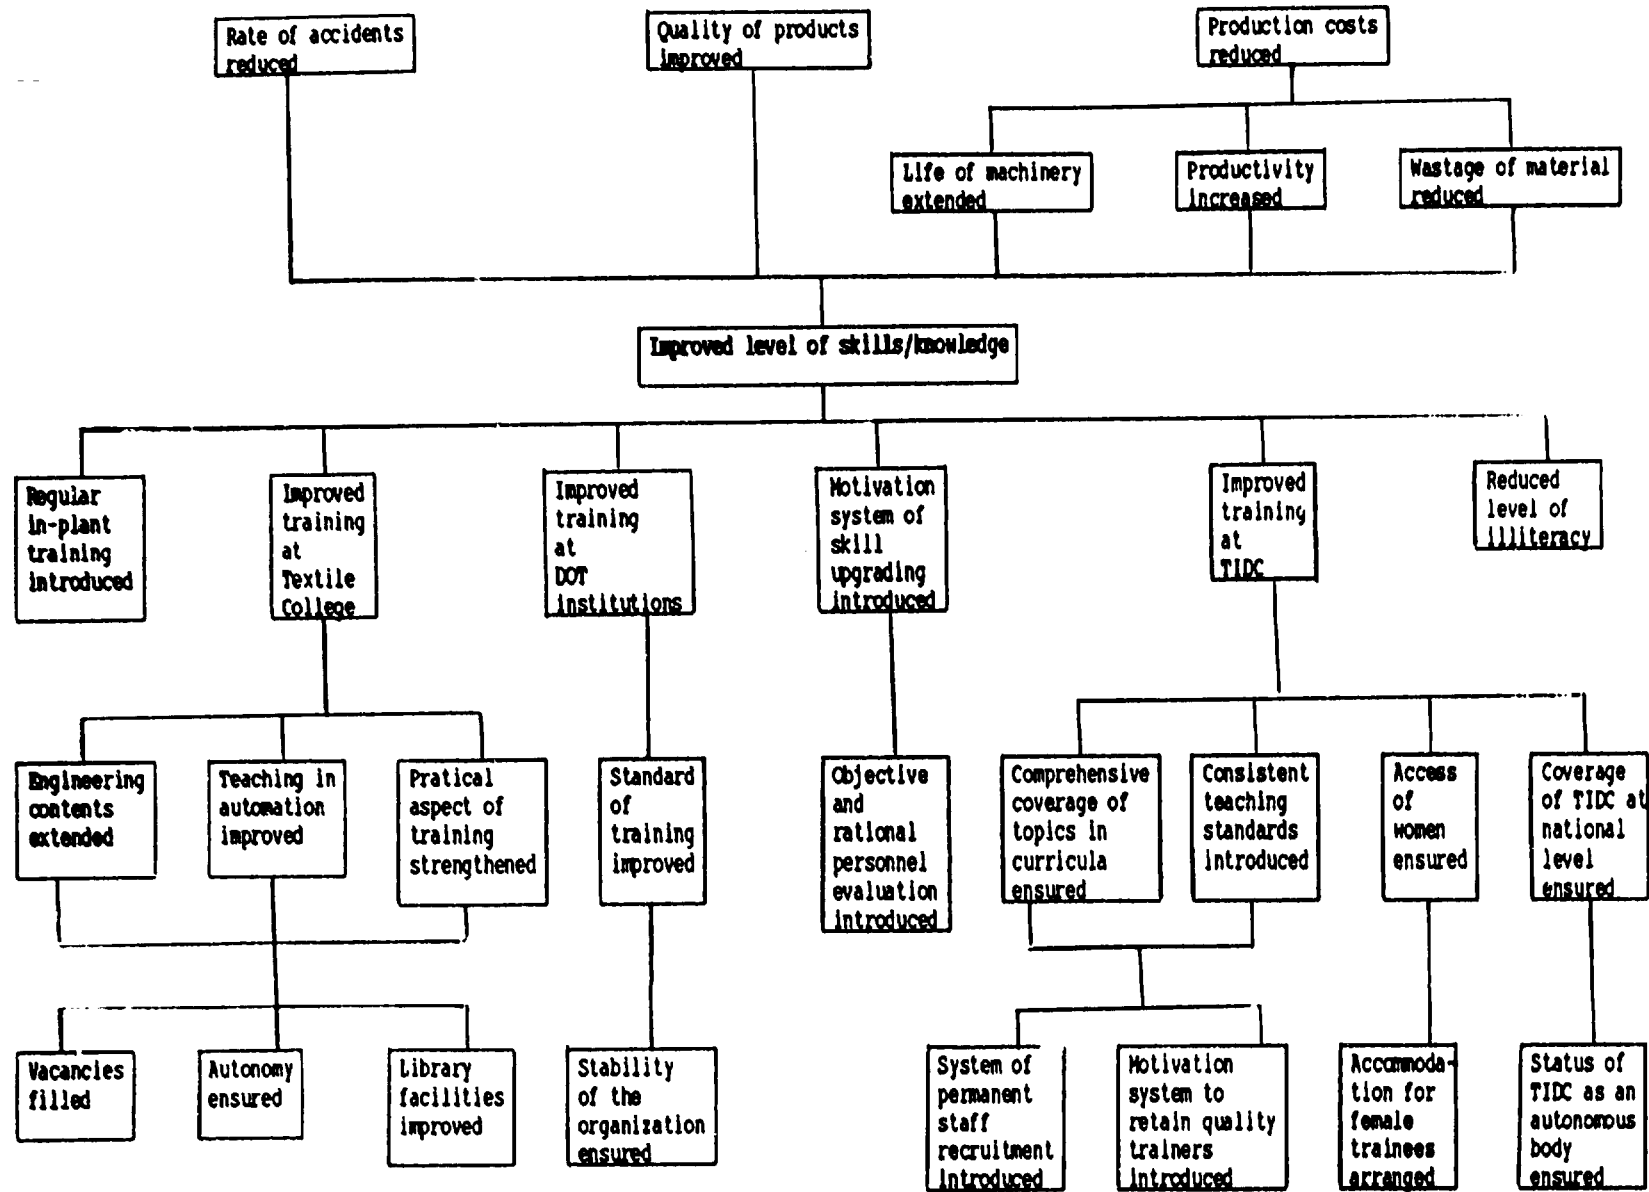 Rate of accidents
reduced
Quality of products
improved
Production costs
reduced
Life of machinery
extended
Productivity
increased
Wastage of material
reduced
Improved level of skills/knowledge
Regular
in-plant
training
introduced
Improved
training
at
Textile
College
Improved
training
at
DOT
institutions
Motivation
system of
skill
upgrading
introduced
Improved
training
at
TIDC
Reduced
level of
illiteracy
Engineering
contents
extended
Teaching in
automation
improved
Pratical
aspect of
training
strengthened
Standard
of
training
improved
Objective
and
rational
personnel
evaluation
introduced
Comprehensive
coverage of
topics in
curricula
ensured
Consistent
teaching
standards
introduced
Access
of
women
ensured
Coverage
of TIDC at
national
level
ensured
Vacancies
filled
Autonomy
ensured
Library
facilities
improved
Stability
of the
organization
ensured
System of
permanent
staff
recruitment
introduced
Motivation
system to
retain quality
trainers
introduced
Accommoda-
tion for
female
trainees
arranged
Status of
TIDC as an
autonomous
body
ensured